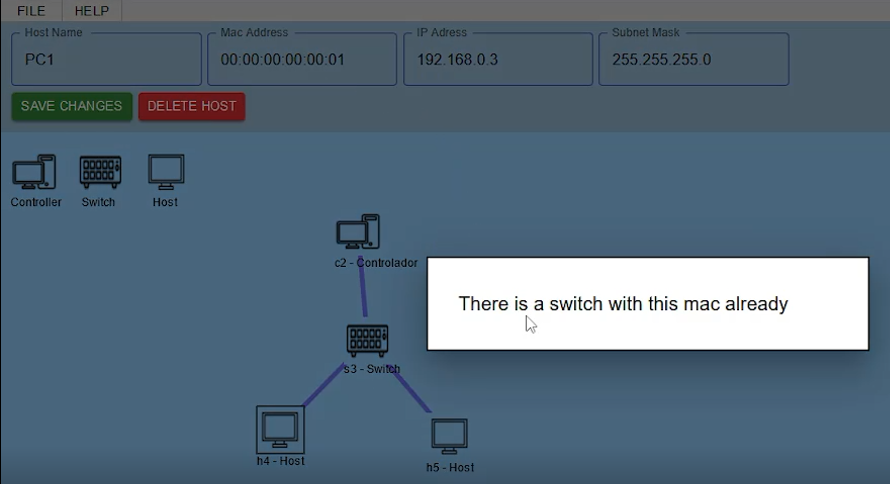 FILE HELP
Host Name Mac Address IP Adress Subnet Mask
PC1 00:00:00:00:00:01 192.168.0.3 255.255.255.0
SAVE CHANGES DELETE HOST
Controller Switch Host
c2 - Controlador
There is a switch with this mac already
s3 - Switch
h4 - Host
h5 - Host